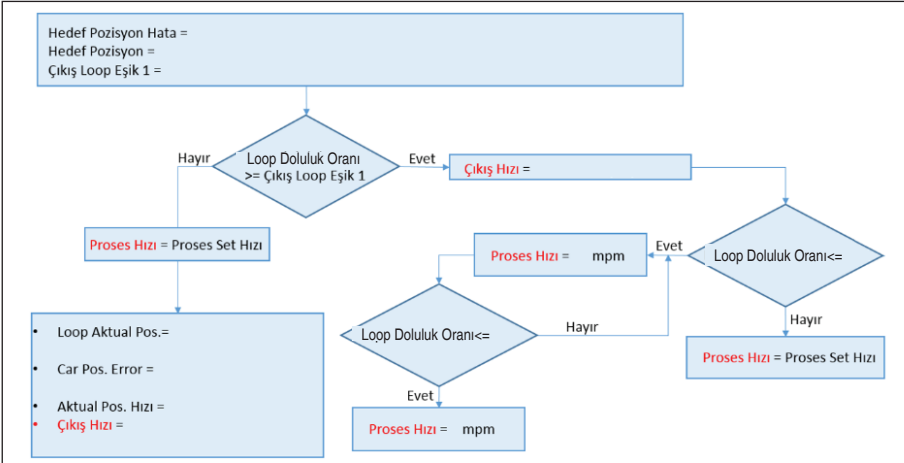 Hedef Pozisyon Hata =
Hedef Pozisyon =
Çıkış Loop Eşik 1 =
Loop Doluluk Oranı
>= Çıkış Loop Eşik 1
Hayır
Evet
Çıkış Hızı =
Proses Hızı = Proses Set Hızı
Proses Hızı = mpm
Evet
Loop Doluluk Oranı<=
Hayır
Loop Doluluk Oranı<=
Hayır
Proses Hızı = Proses Set Hızı
Evet
Proses Hızı = mpm
• Loop Aktual Pos.=
• Car Pos. Error =
• Aktual Pos. Hızı =
• Çıkış Hızı =